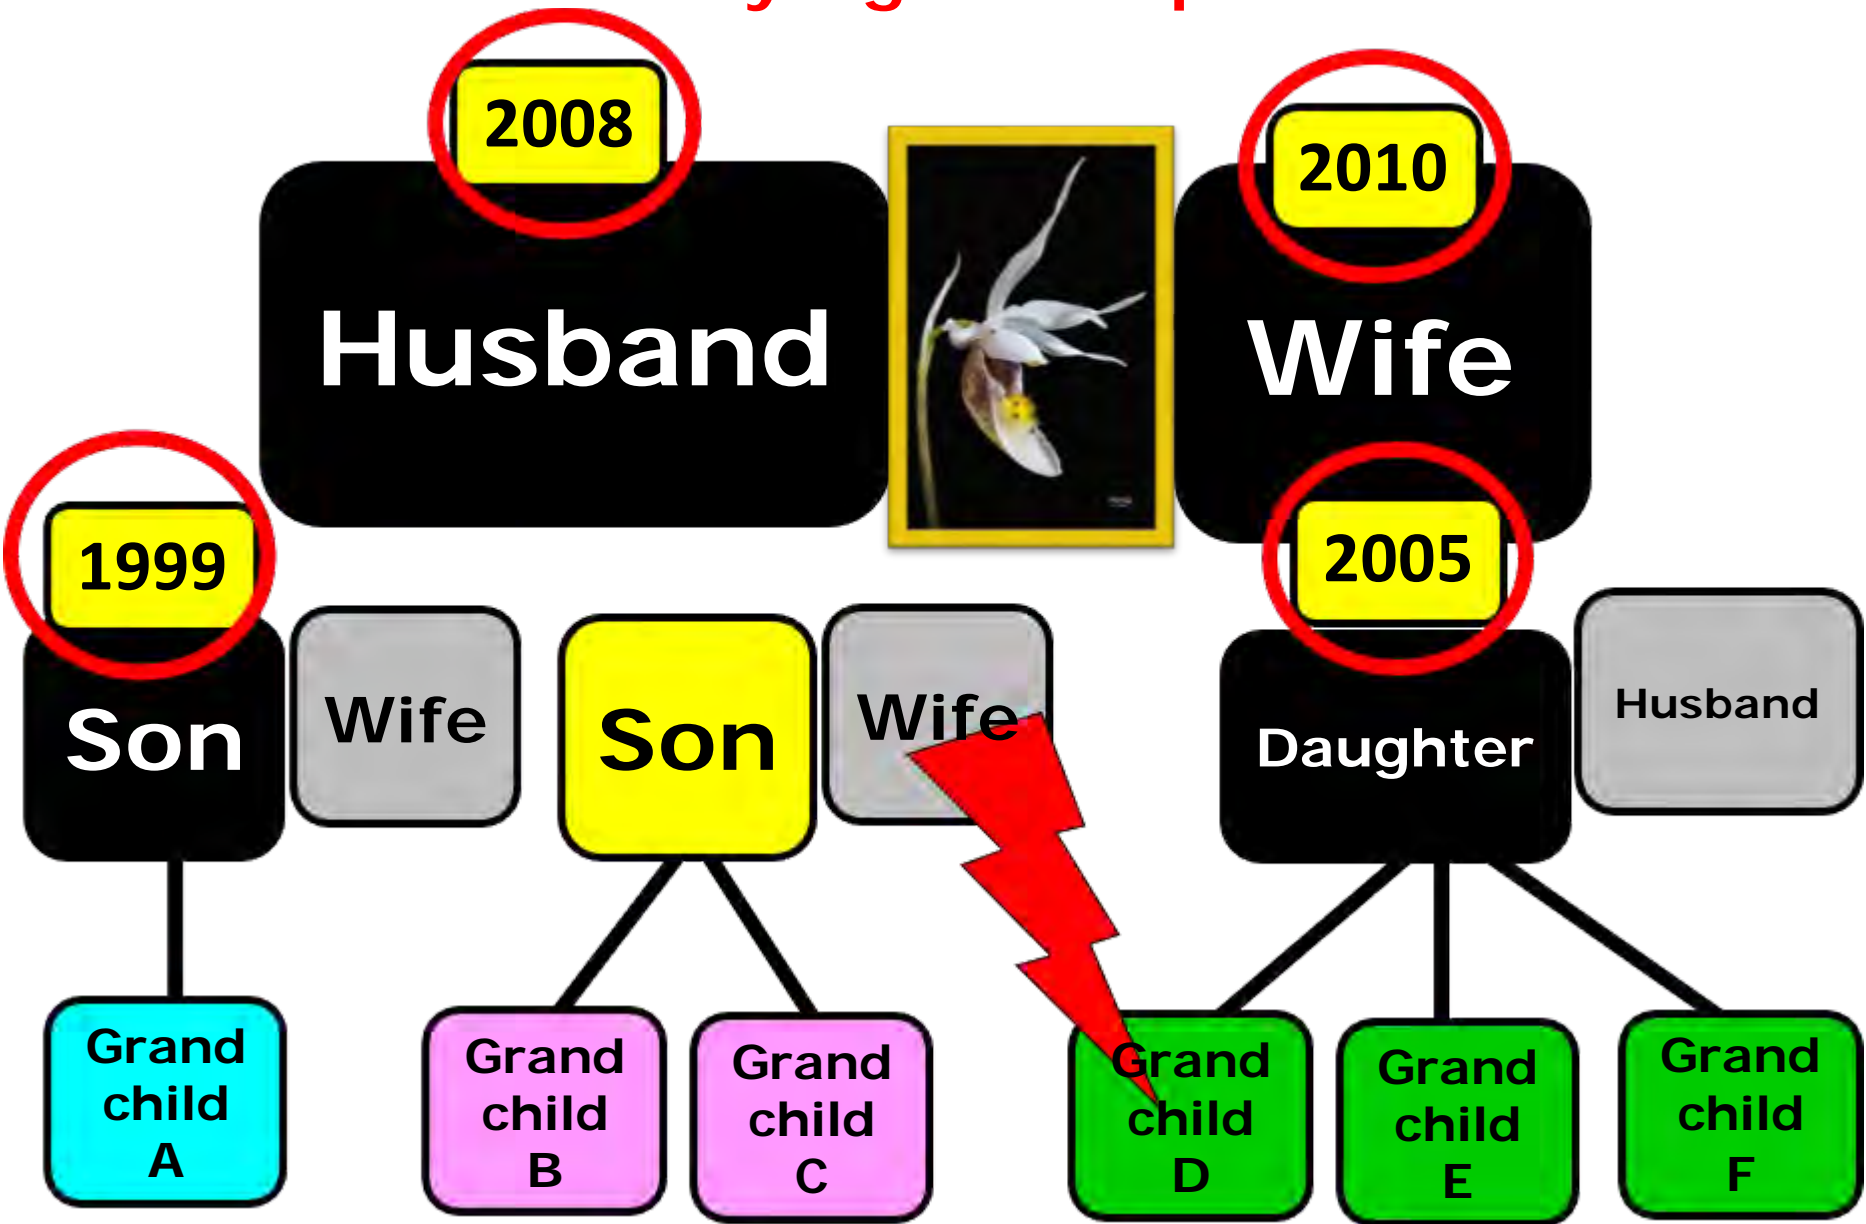 2008
2010
Husband
Wife
1999
2005
Son
Wife
Son
Wife
Daughter
Husband
Grand
child
A
Grand
child
B
Grand
child
C
Grand
child
D
Grand
child
E
Grand
child
F